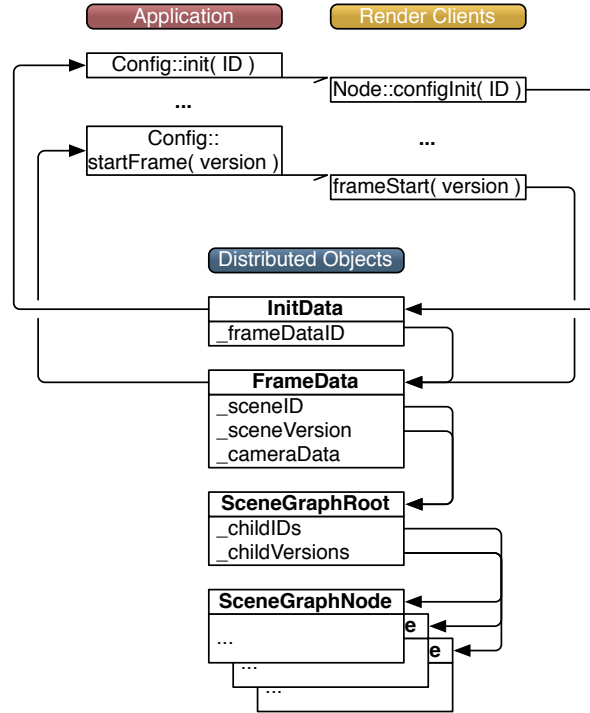 Application
Render Clients
Config::init( ID )
Node::configInit( ID )
...
...
Config::
startFrame( version )
frameStart( version )
Distributed Objects
InitData
_frameDataID
FrameData
_sceneID
_sceneVersion
_cameraData
SceneGraphRoot
_childIDs
_childVersions
SceneGraphNode
...
e
...
e
...